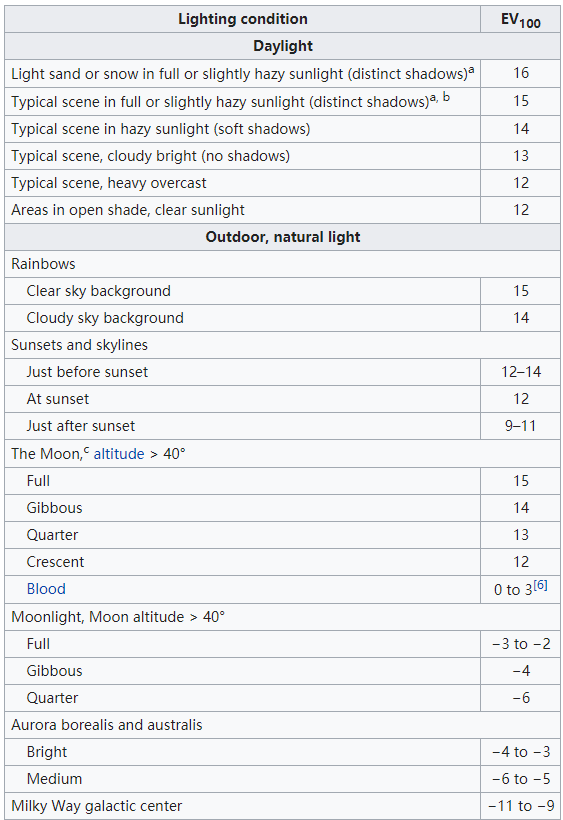 Lighting condition EV100
Daylight
Light sand or snow in full or slightly hazy sunlight (distinct shadows)a 16
Typical scene in full or slightly hazy sunlight (distinct shadows)a, b 15
Typical scene in hazy sunlight (soft shadows) 14
Typical scene, cloudy bright (no shadows) 13
Typical scene, heavy overcast 12
Areas in open shade, clear sunlight 12
Outdoor, natural light
Rainbows
Clear sky background 15
Cloudy sky background 14
Sunsets and skylines
Just before sunset 12–14
At sunset 12
Just after sunset 9–11
The Moon,c altitude > 40°
Full 15
Gibbous 14
Quarter 13
Crescent 12
Blood 0 to 3[6]
Moonlight, Moon altitude > 40°
Full −3 to −2
Gibbous −4
Quarter −6
Aurora borealis and australis
Bright −4 to −3
Medium −6 to −5
Milky Way galactic center −11 to −9